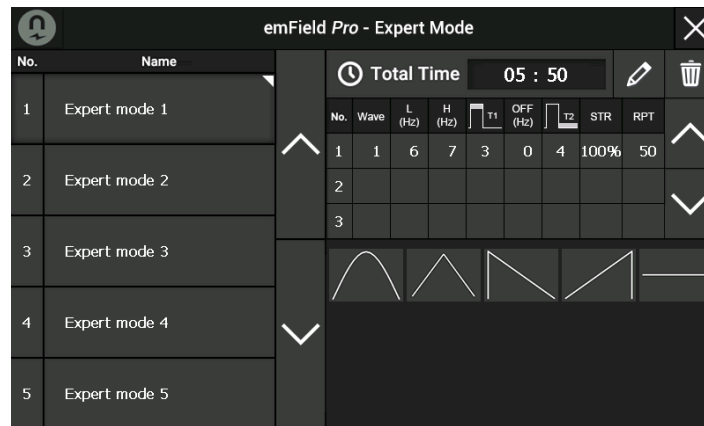 emField Pro - Expert Mode
No. Name
1 Expert mode 1
2 Expert mode 2
3 Expert mode 3
4 Expert mode 4
5 Expert mode 5
Total Time 05 : 50
No. Wave L (Hz) H (Hz) T1 OFF (Hz) T2 STR RPT
1 1 6 7 3 0 4 100% 50
2
3